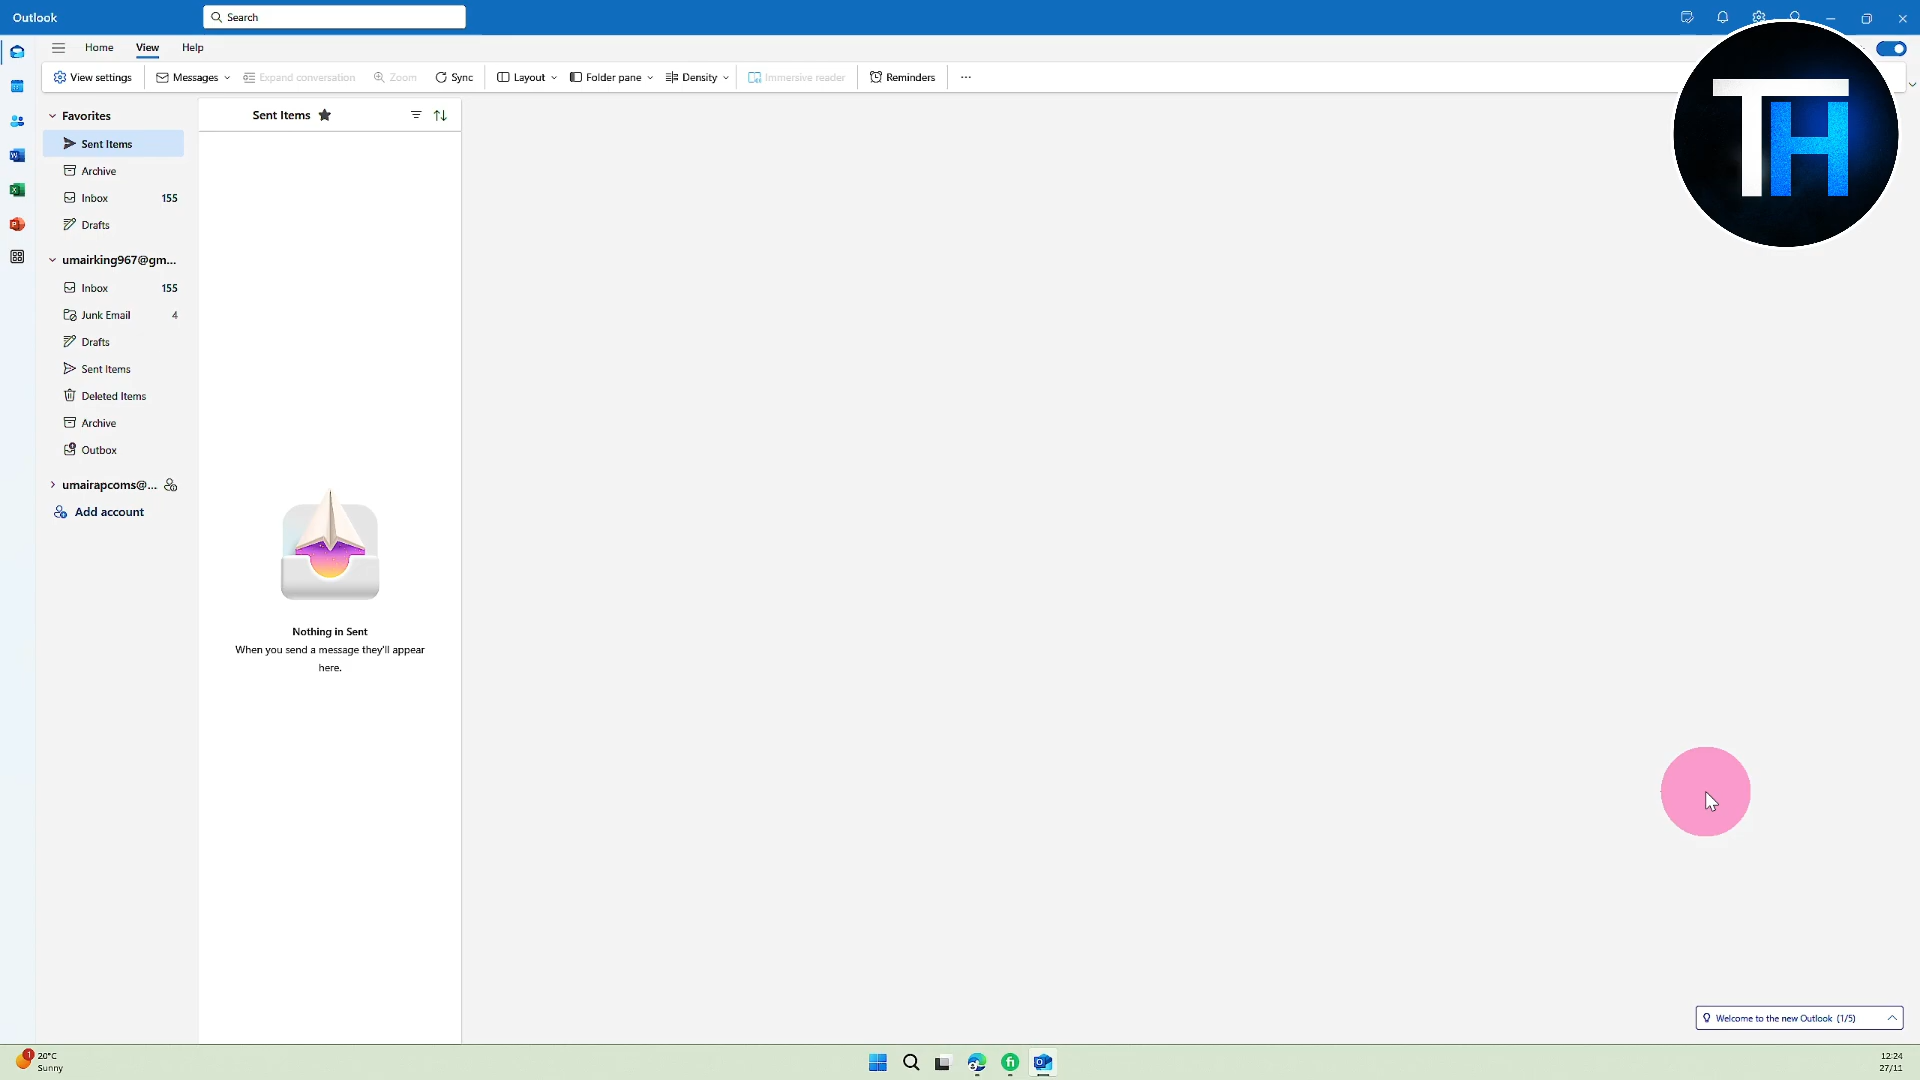 Outlook
Search
Home View Help
View settings Messages Expand conversation Zoom Sync Layout Folder pane Density Immersive reader Reminders ...
TH
Favorites
Sent Items
Archive
Inbox 155
Drafts
umairking967@gm...
Inbox 155
Junk Email 4
Drafts
Sent Items
Deleted Items
Archive
Outbox
umairapcoms@...
Add account
Sent Items
Nothing in Sent
When you send a message they'll appear
here.
Welcome to the new Outlook (1/5)
1
20°C
Sunny
12:24
27/11